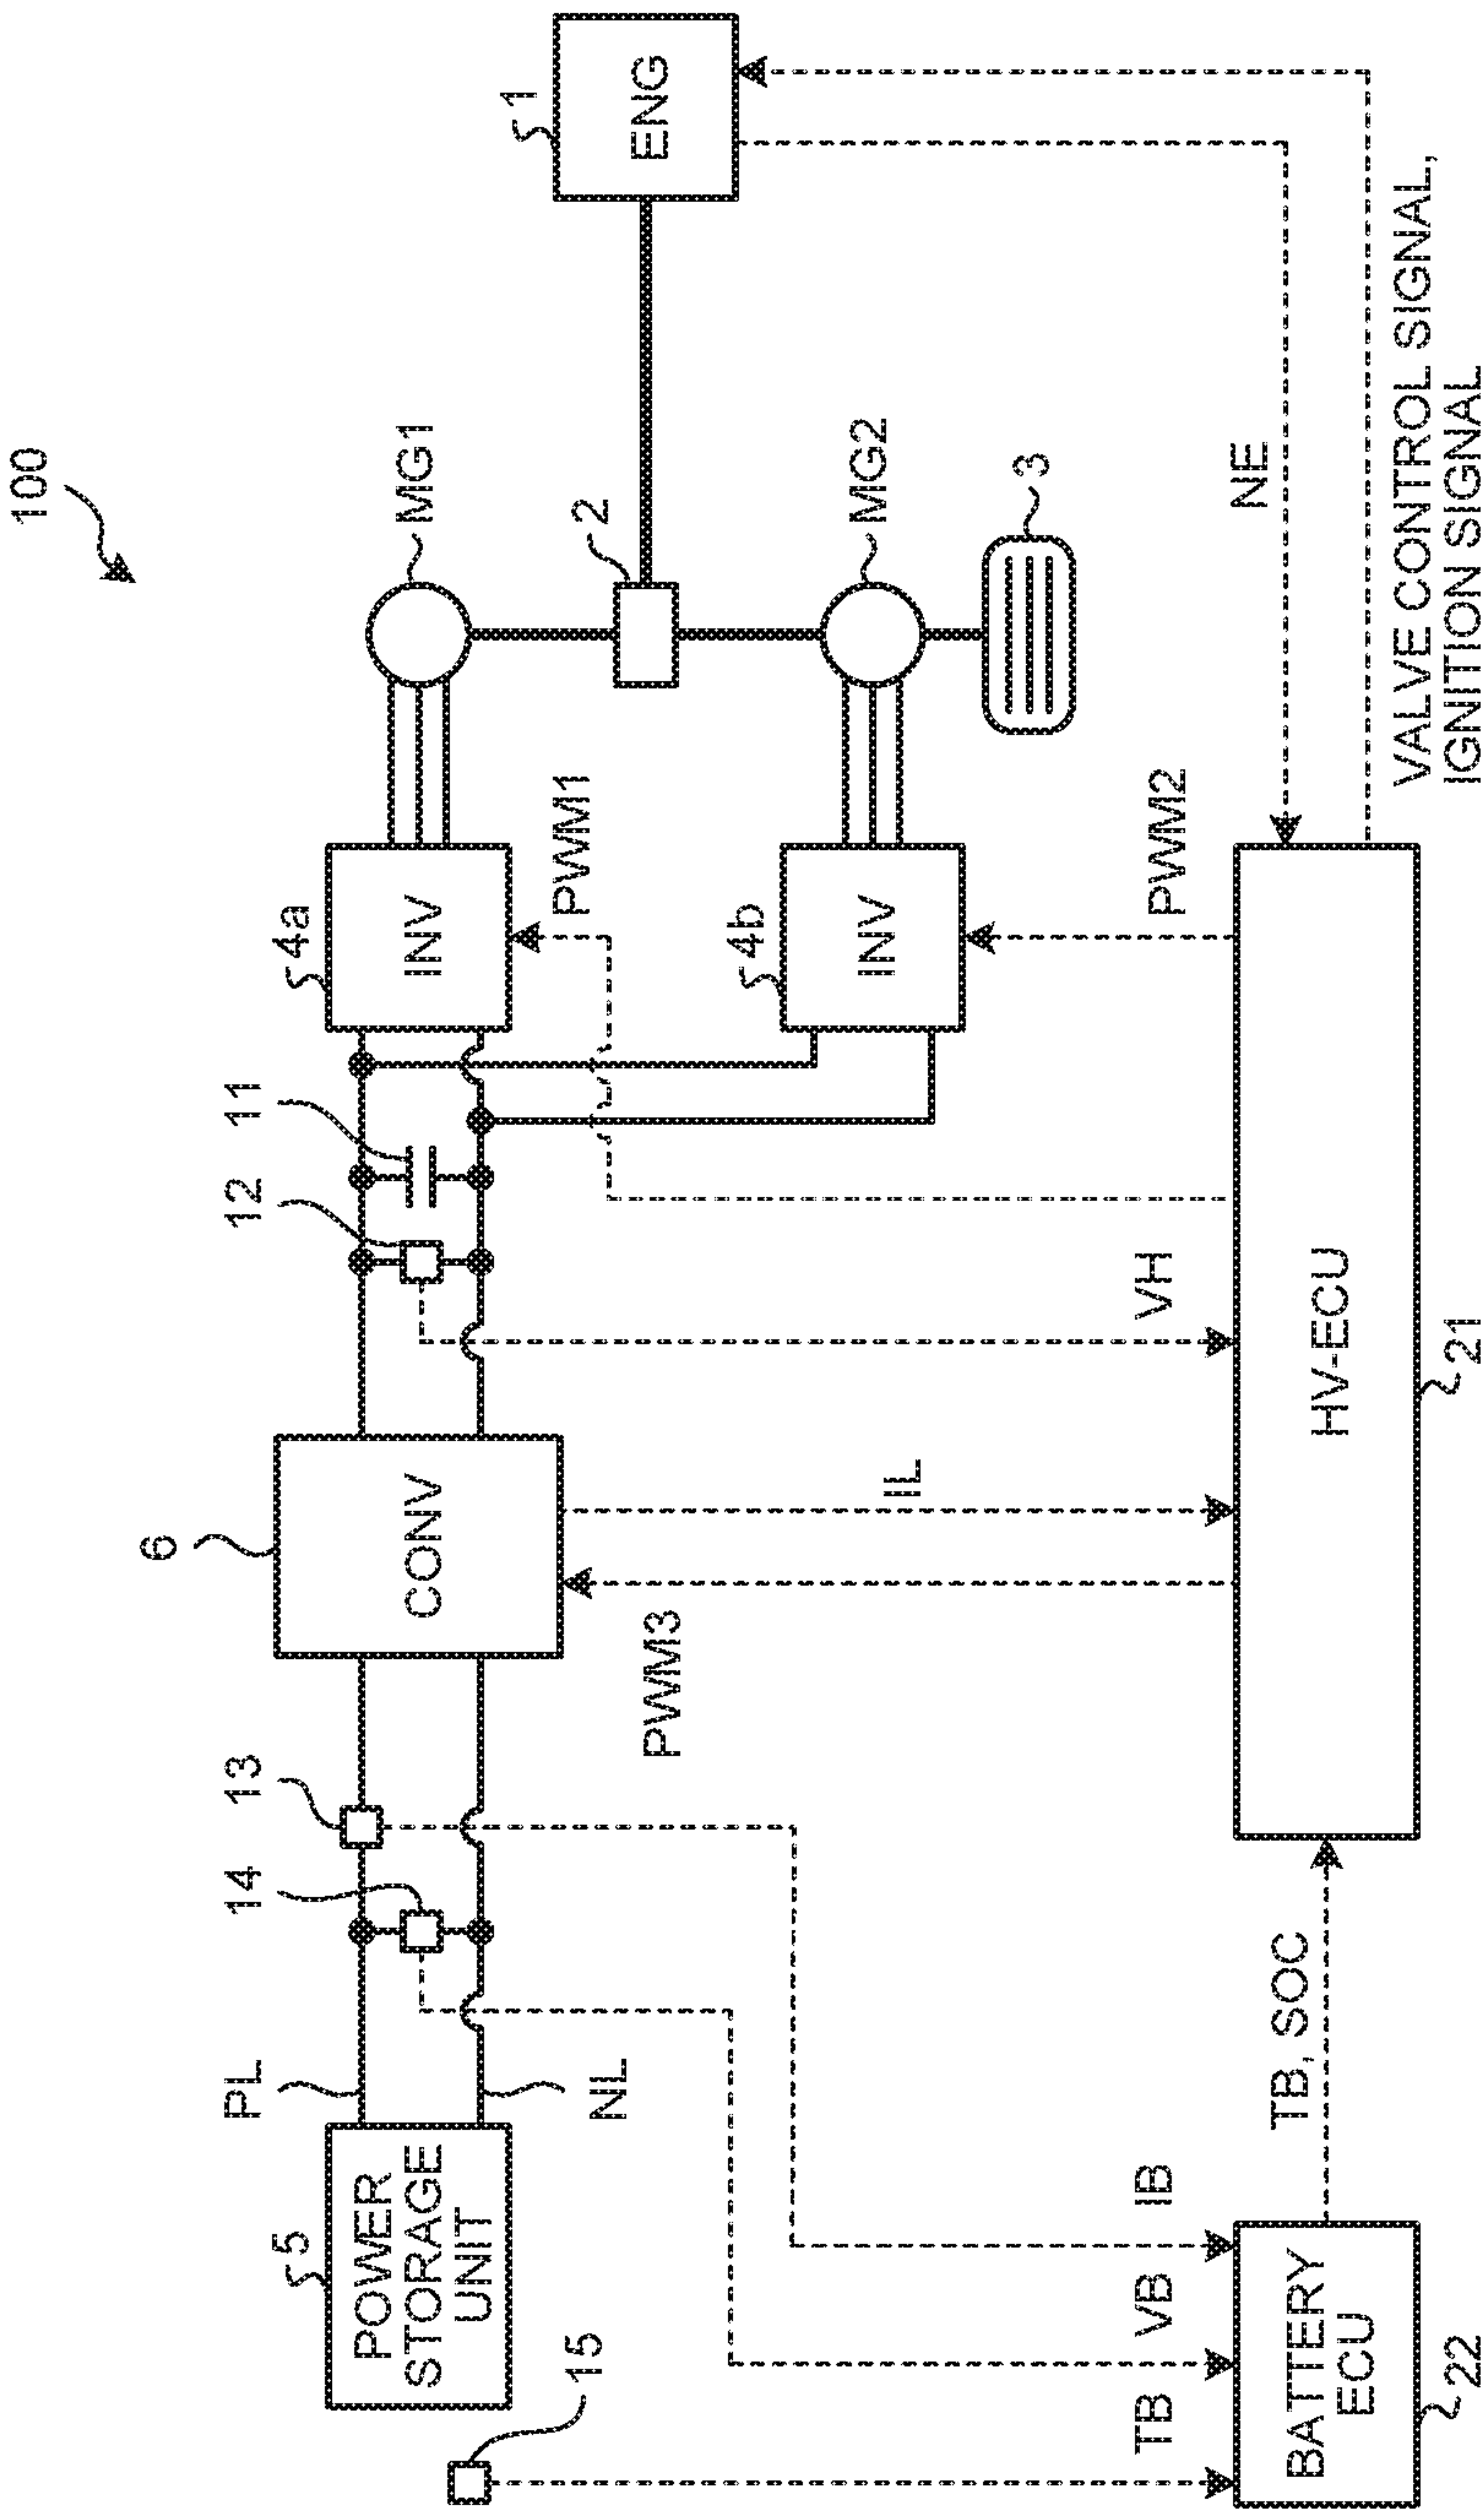 100
MG1
1
ENG
2
MG2
3
NE
VALVE CONTROL SIGNAL,
IGNITION SIGNAL
4a
INV
PWM1
4b
INV
PWM2
11
12
VH
HV-ECU
21
6
CONV
IL
PWM3
13
14
PL
NL
5
POWER
STORAGE
UNIT
15
TB
VB
IB
TB, SOC
BATTERY
ECU
22